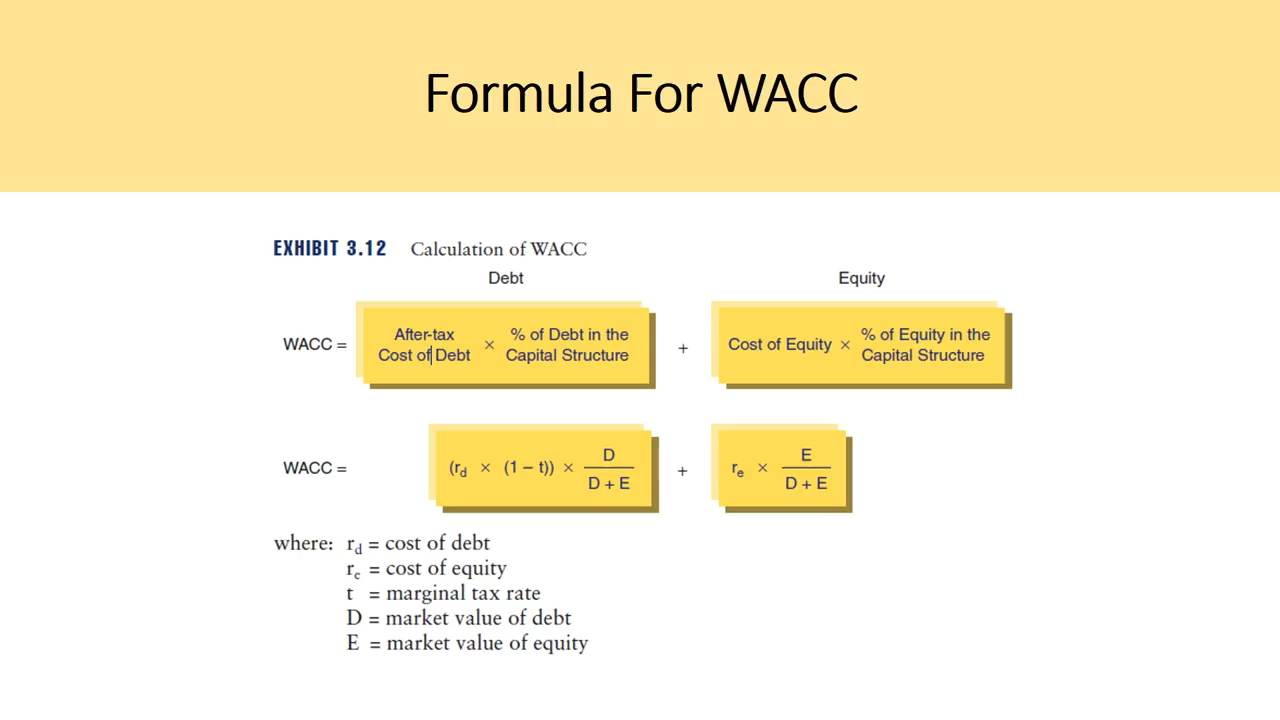 Formula For WACC
EXHIBIT 3.12 Calculation of WACC
Debt Equity
WACC = After-tax Cost of Debt × % of Debt in the Capital Structure + Cost of Equity × % of Equity in the Capital Structure
WACC = (rd × (1 – t)) × D / D + E + re × E / D + E
where: rd = cost of debt
re = cost of equity
t = marginal tax rate
D = market value of debt
E = market value of equity